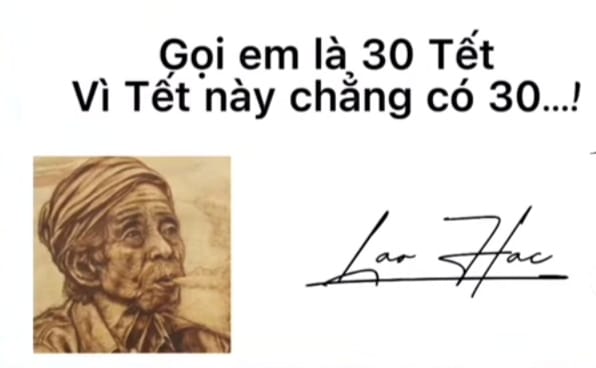 Gọi em là 30 Tết
Vì Tết này chẳng có 30...!
Lao Hac